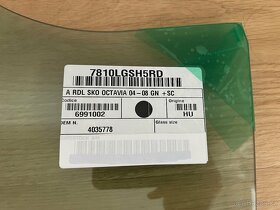 7810LGSH5RD
A RDL SKO OCTAVIA 04-08 GN +SC
Codice
Origine
6991002
HU
OEM N.
Glass size
4035778